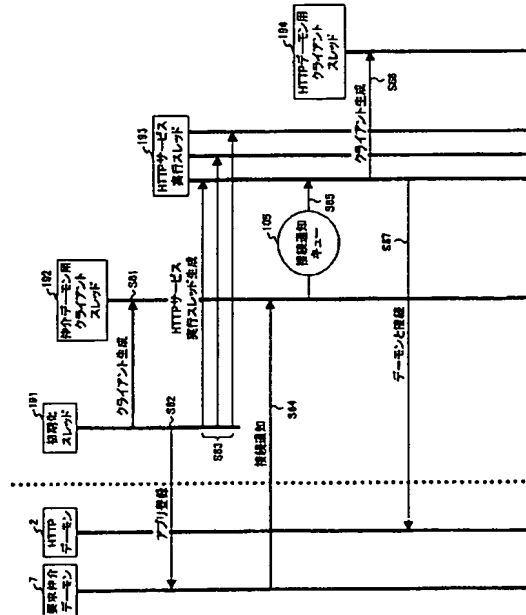 7
要求仲介
デーモン
2
HTTP
デーモン
191
初期化
スレッド
192
仲介デーモン用
クライアント
スレッド
193
HTTPサービス
実行スレッド
194
HTTPデーモン用
クライアント
スレッド
クライアント生成
S81
アプリ登録
S82
HTTPサービス
実行スレッド生成
S83
接続通知
S84
105
接続通知
キュー
S85
クライアント生成
S86
デーモンと接続
S87